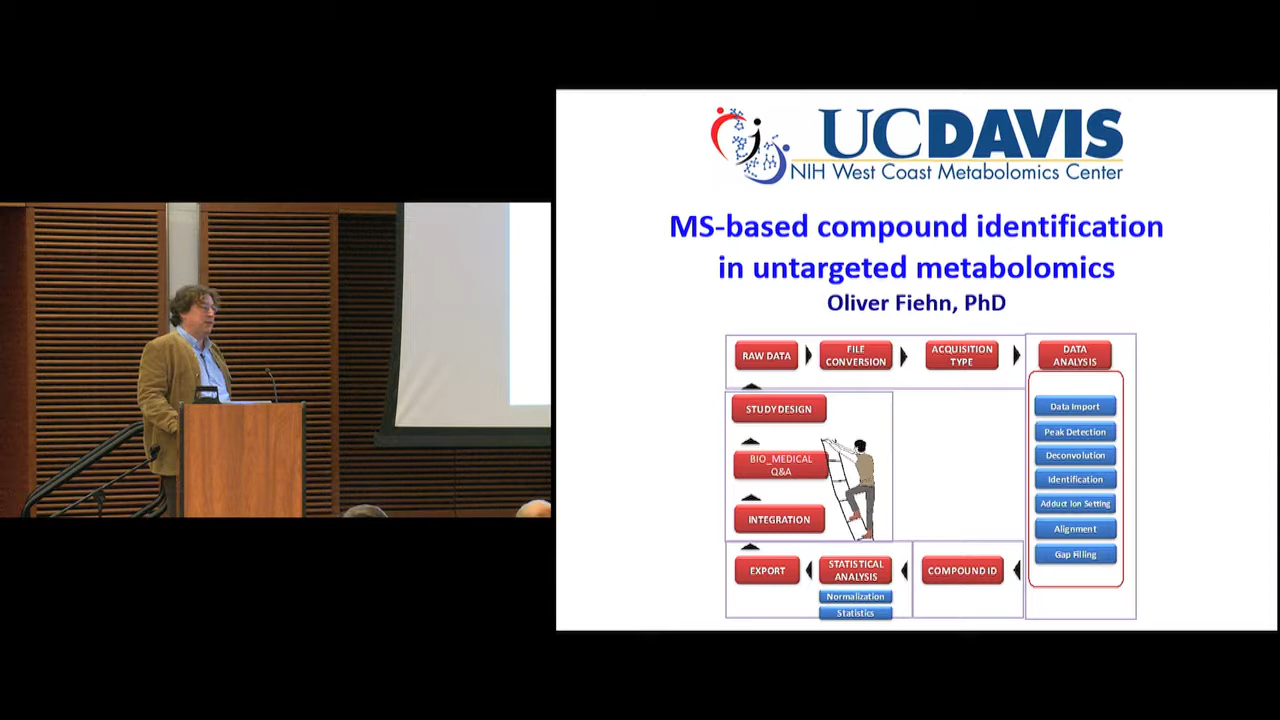 UCDAVIS
NIH West Coast Metabolomics Center
MS-based compound identification
in untargeted metabolomics
Oliver Fiehn, PhD
RAW DATA
FILE
CONVERSION
ACQUISITION
TYPE
DATA
ANALYSIS
Data Import
Peak Detection
Deconvolution
Identification
Adduct Ion Setting
Alignment
Gap Filling
STUDY DESIGN
BIO_MEDICAL
Q&A
INTEGRATION
EXPORT
STATISTICAL
ANALYSIS
Normalization
Statistics
COMPOUND ID